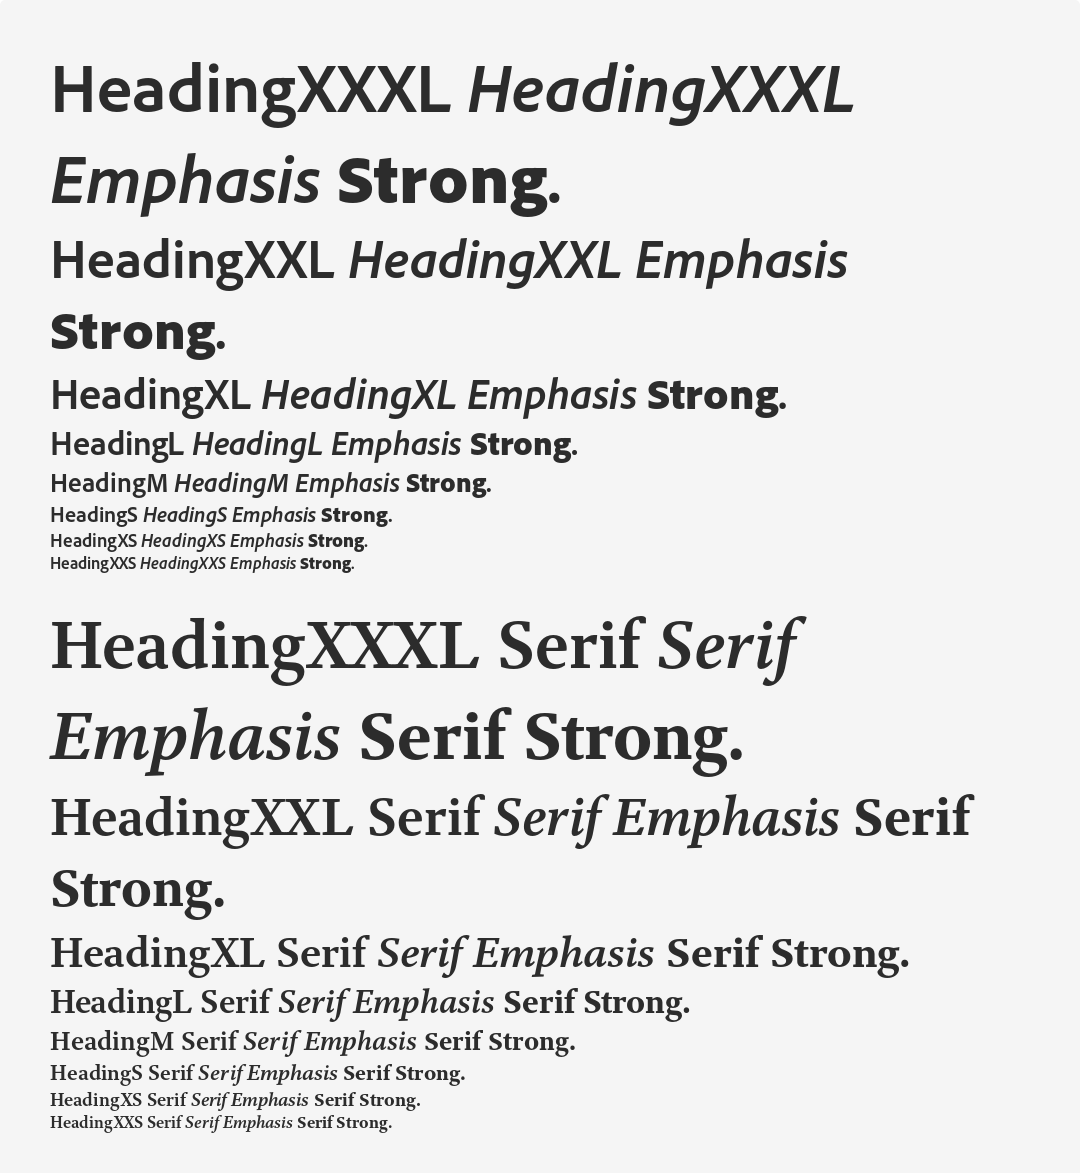 HeadingXXXL HeadingXXXL
Emphasis Strong.
HeadingXXL HeadingXXL Emphasis
Strong.
HeadingXL HeadingXL Emphasis Strong.
HeadingL HeadingL Emphasis Strong.
HeadingM HeadingM Emphasis Strong.
HeadingS HeadingS Emphasis Strong.
HeadingXS HeadingXS Emphasis Strong.
HeadingXXS HeadingXXS Emphasis Strong.
HeadingXXXL Serif Serif
Emphasis Serif Strong.
HeadingXXL Serif Serif Emphasis Serif
Strong.
HeadingXL Serif Serif Emphasis Serif Strong.
HeadingL Serif Serif Emphasis Serif Strong.
HeadingM Serif Serif Emphasis Serif Strong.
HeadingS Serif Serif Emphasis Serif Strong.
HeadingXS Serif Serif Emphasis Serif Strong.
HeadingXXS Serif Serif Emphasis Serif Strong.